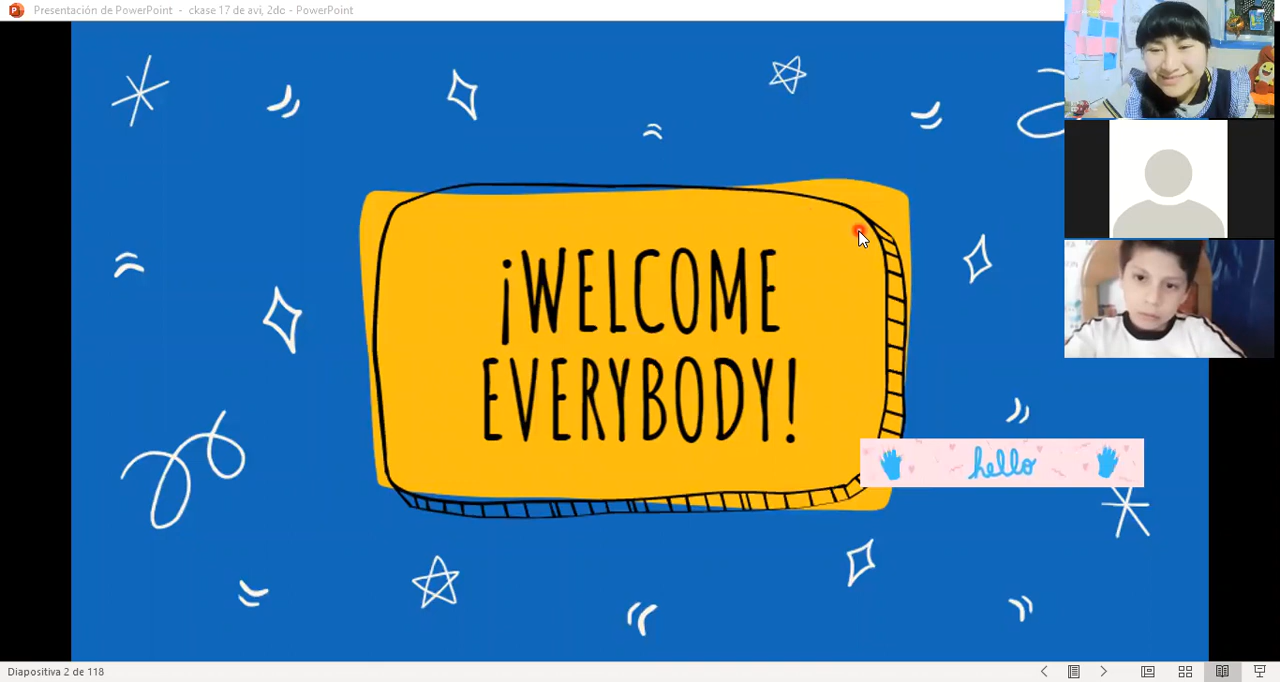 Presentación de PowerPoint - ckase 17 de avi, 2do - PowerPoint
¡WELCOME
EVERYBODY!
hello
Diapositiva 2 de 118